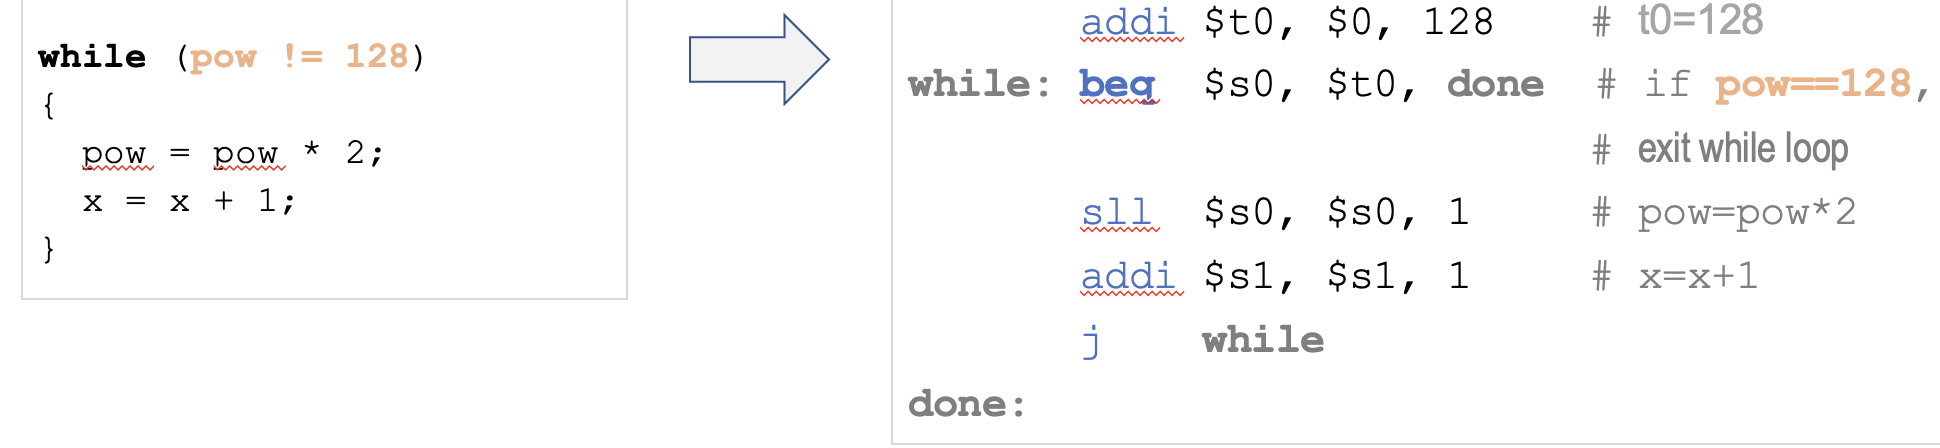 while (pow != 128)
{
pow = pow * 2;
x = x + 1;
}
addi $t0, $0, 128 # t0=128
while: beq $s0, $t0, done # if pow==128,
# exit while loop
sll $s0, $s0, 1 # pow=pow*2
addi $s1, $s1, 1 # x=x+1
j while
done: